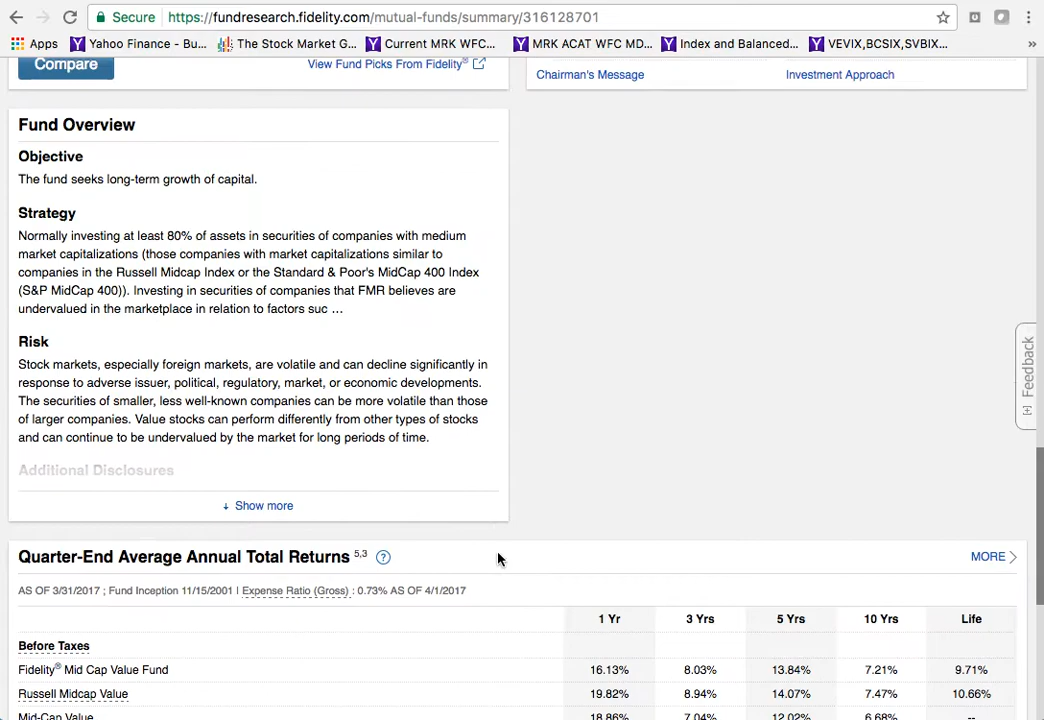 Secure https://fundresearch.fidelity.com/mutual-funds/summary/316128701
Apps Yahoo Finance - Bu... The Stock Market G... Current MRK WFC... MRK ACAT WFC MD... Index and Balanced... VEVIX,BCSIX,SVBIX... »
Compare View Fund Picks From Fidelity®
Chairman's Message Investment Approach
Fund Overview
Objective
The fund seeks long-term growth of capital.
Strategy
Normally investing at least 80% of assets in securities of companies with medium
market capitalizations (those companies with market capitalizations similar to
companies in the Russell Midcap Index or the Standard & Poor's MidCap 400 Index
(S&P MidCap 400)). Investing in securities of companies that FMR believes are
undervalued in the marketplace in relation to factors suc ...
Risk
Stock markets, especially foreign markets, are volatile and can decline significantly in
response to adverse issuer, political, regulatory, market, or economic developments.
The securities of smaller, less well-known companies can be more volatile than those
of larger companies. Value stocks can perform differently from other types of stocks
and can continue to be undervalued by the market for long periods of time.
Additional Disclosures
↓ Show more
Feedback
Quarter-End Average Annual Total Returns 5,3 ? MORE
AS OF 3/31/2017 ; Fund Inception 11/15/2001 | Expense Ratio (Gross) : 0.73% AS OF 4/1/2017
1 Yr 3 Yrs 5 Yrs 10 Yrs Life
Before Taxes
Fidelity® Mid Cap Value Fund 16.13% 8.03% 13.84% 7.21% 9.71%
Russell Midcap Value 19.82% 8.94% 14.07% 7.47% 10.66%
Mid-Cap Value 18.86% 7.04% 12.02% 6.68% --